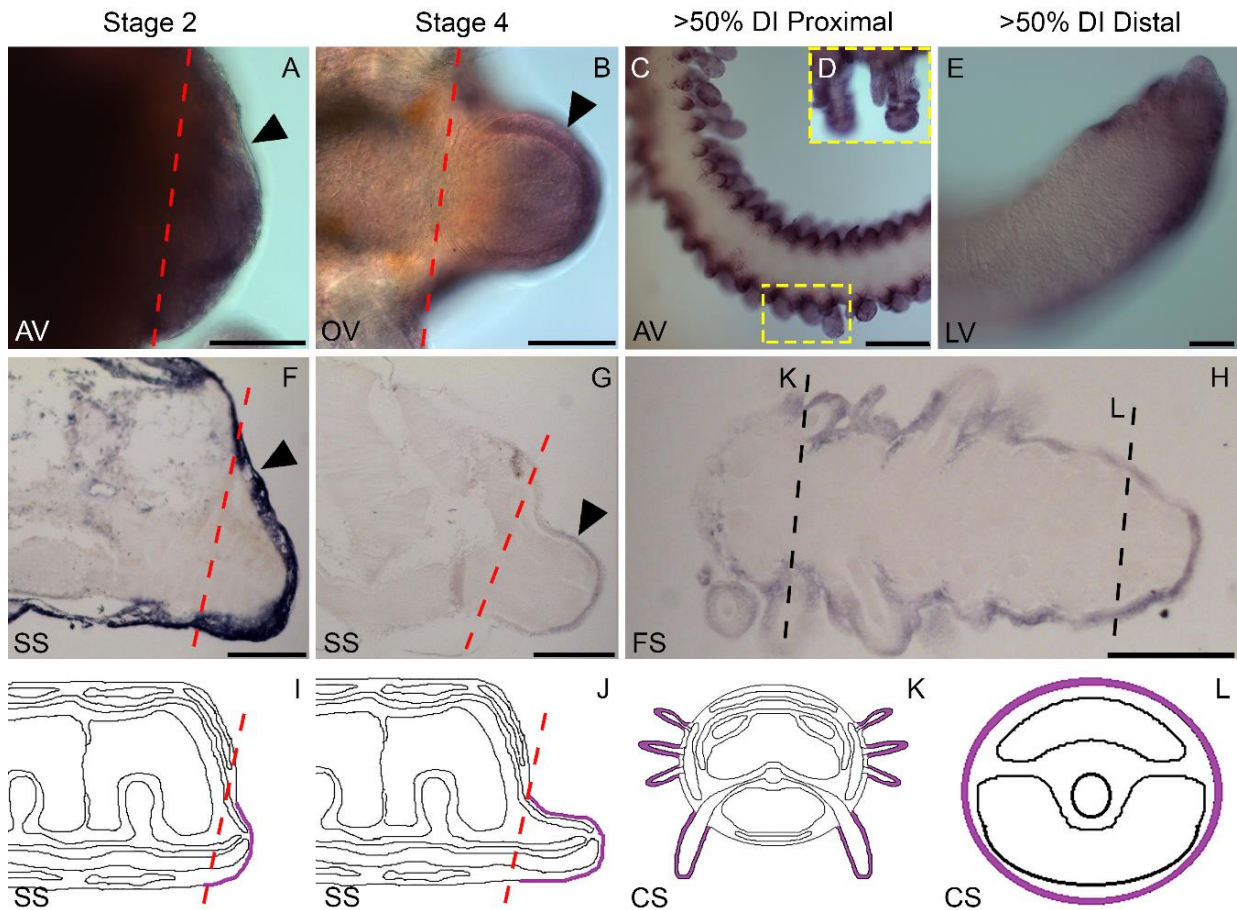 Stage 2
Stage 4
>50% DI Proximal
>50% DI Distal
A
AV
B
OV
C
D
AV
E
LV
F
SS
G
SS
K
L
H
FS
I
SS
J
SS
K
CS
L
CS